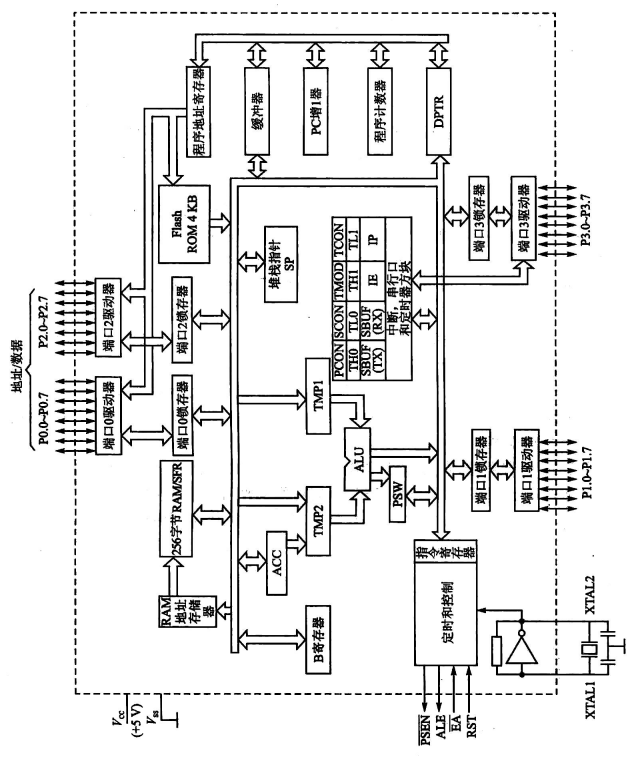 地址/数据
P0.0~P0.7
P2.0~P2.7
V_CC
(+5 V)
V_SS
端口0驱动器
端口2驱动器
端口0锁存器
端口2锁存器
RAM
地址
存储
器
256字节RAM/SFR
Flash
ROM 4 KB
程序地址寄存器
缓冲器
PC增1器
程序计数器
DPTR
B寄存器
ACC
TMP2
TMP1
堆栈指针
SP
ALU
PSW
PCON SCON TMOD TCON
TH0 TL0 TH1 TL1
SBUF SBUF IE IP
(TX) (RX)
中断,串行口
和定时器方块
P̅S̅E̅N̅
ALE
E̅A̅
RST
定时和控制
指令寄存器
端口1锁存器
端口3锁存器
端口1驱动器
端口3驱动器
XTAL1
XTAL2
P1.0~P1.7
P3.0~P3.7